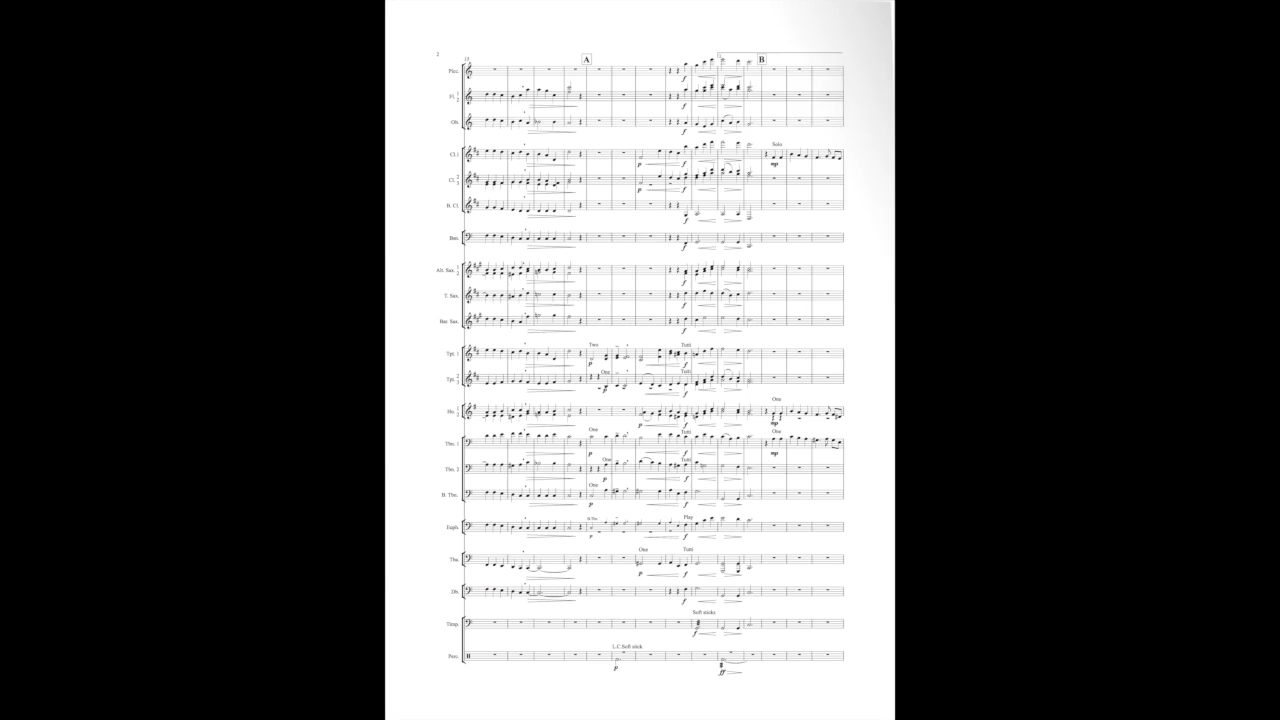 2
13
A
1.
B
Picc.
Fl. 1
2
Ob.
Cl.1
Solo
p
f
mp
Cl. 2
3
p
f
B. Cl.
f
Bsn.
f
Alt. Sax. 1
2
f
T. Sax.
f
Bar. Sax.
f
Tpt. 1
Two
Tutti
p
f
Tpt. 2
3
One
Tutti
p
f
Hn. 1
2
One
p
f
mp
Tbn. 1
One
Tutti
One
p
f
mp
Tbn. 2
One
Tutti
p
f
B. Tbn.
One
p
f
Euph.
B.Tbn
Play
p
f
Tba.
One
Tutti
p
f
Db.
f
Timp.
Soft sticks
f
Perc.
L.C.Soft stick
p
ff